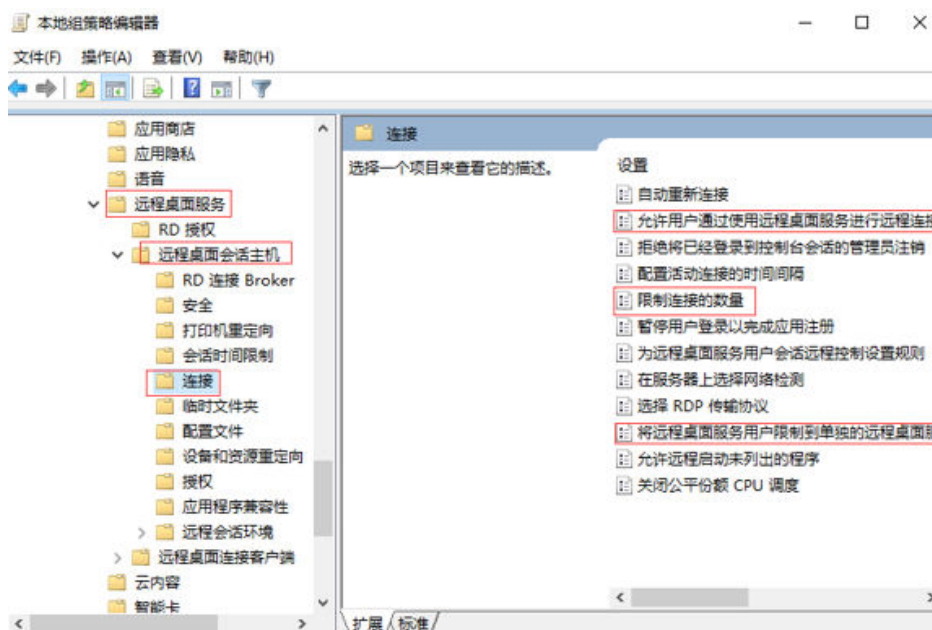 本地组策略编辑器
文件(F) 操作(A) 查看(V) 帮助(H)
应用商店
应用隐私
语音
远程桌面服务
RD 授权
远程桌面会话主机
RD 连接 Broker
安全
打印机重定向
会话时间限制
连接
临时文件夹
配置文件
设备和资源重定向
授权
应用程序兼容性
远程会话环境
远程桌面连接客户端
云内容
智能卡
连接
选择一个项目来查看它的描述。
设置
自动重新连接
允许用户通过使用远程桌面服务进行远程连接
拒绝将已经登录到控制台会话的管理员注销
配置活动连接的时间间隔
限制连接的数量
暂停用户登录以完成应用注册
为远程桌面服务用户会话远程控制设置规则
在服务器上选择网络检测
选择 RDP 传输协议
将远程桌面服务用户限制到单独的远程桌面服
允许远程启动未列出的程序
关闭公平份额 CPU 调度
扩展 标准